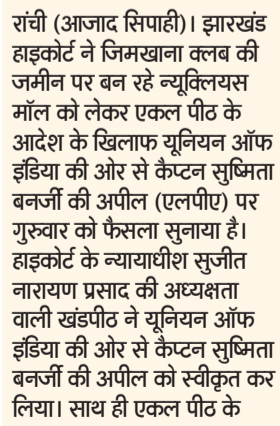 रांची (आजाद सिपाही)। झारखंड
हाइकोर्ट ने जिमखाना क्लब की
जमीन पर बन रहे न्यूक्लियस
मॉल को लेकर एकल पीठ के
आदेश के खिलाफ यूनियन ऑफ
इंडिया की ओर से कैप्टन सुष्मिता
बनर्जी की अपील (एलपीए) पर
गुरुवार को फैसला सुनाया है।
हाइकोर्ट के न्यायाधीश सुजीत
नारायण प्रसाद की अध्यक्षता
वाली खंडपीठ ने यूनियन ऑफ
इंडिया की ओर से कैप्टन सुष्मिता
बनर्जी की अपील को स्वीकृत कर
लिया। साथ ही एकल पीठ के